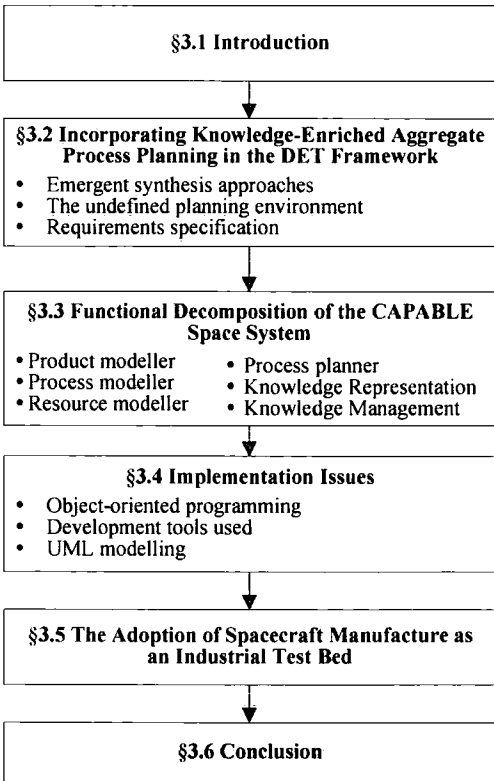 §3.1 Introduction
§3.2 Incorporating Knowledge-Enriched Aggregate
Process Planning in the DET Framework
• Emergent synthesis approaches
• The undefined planning environment
• Requirements specification
§3.3 Functional Decomposition of the CAPABLE
Space System
• Product modeller
• Process modeller
• Resource modeller
• Process planner
• Knowledge Representation
• Knowledge Management
§3.4 Implementation Issues
• Object-oriented programming
• Development tools used
• UML modelling
§3.5 The Adoption of Spacecraft Manufacture as
an Industrial Test Bed
§3.6 Conclusion